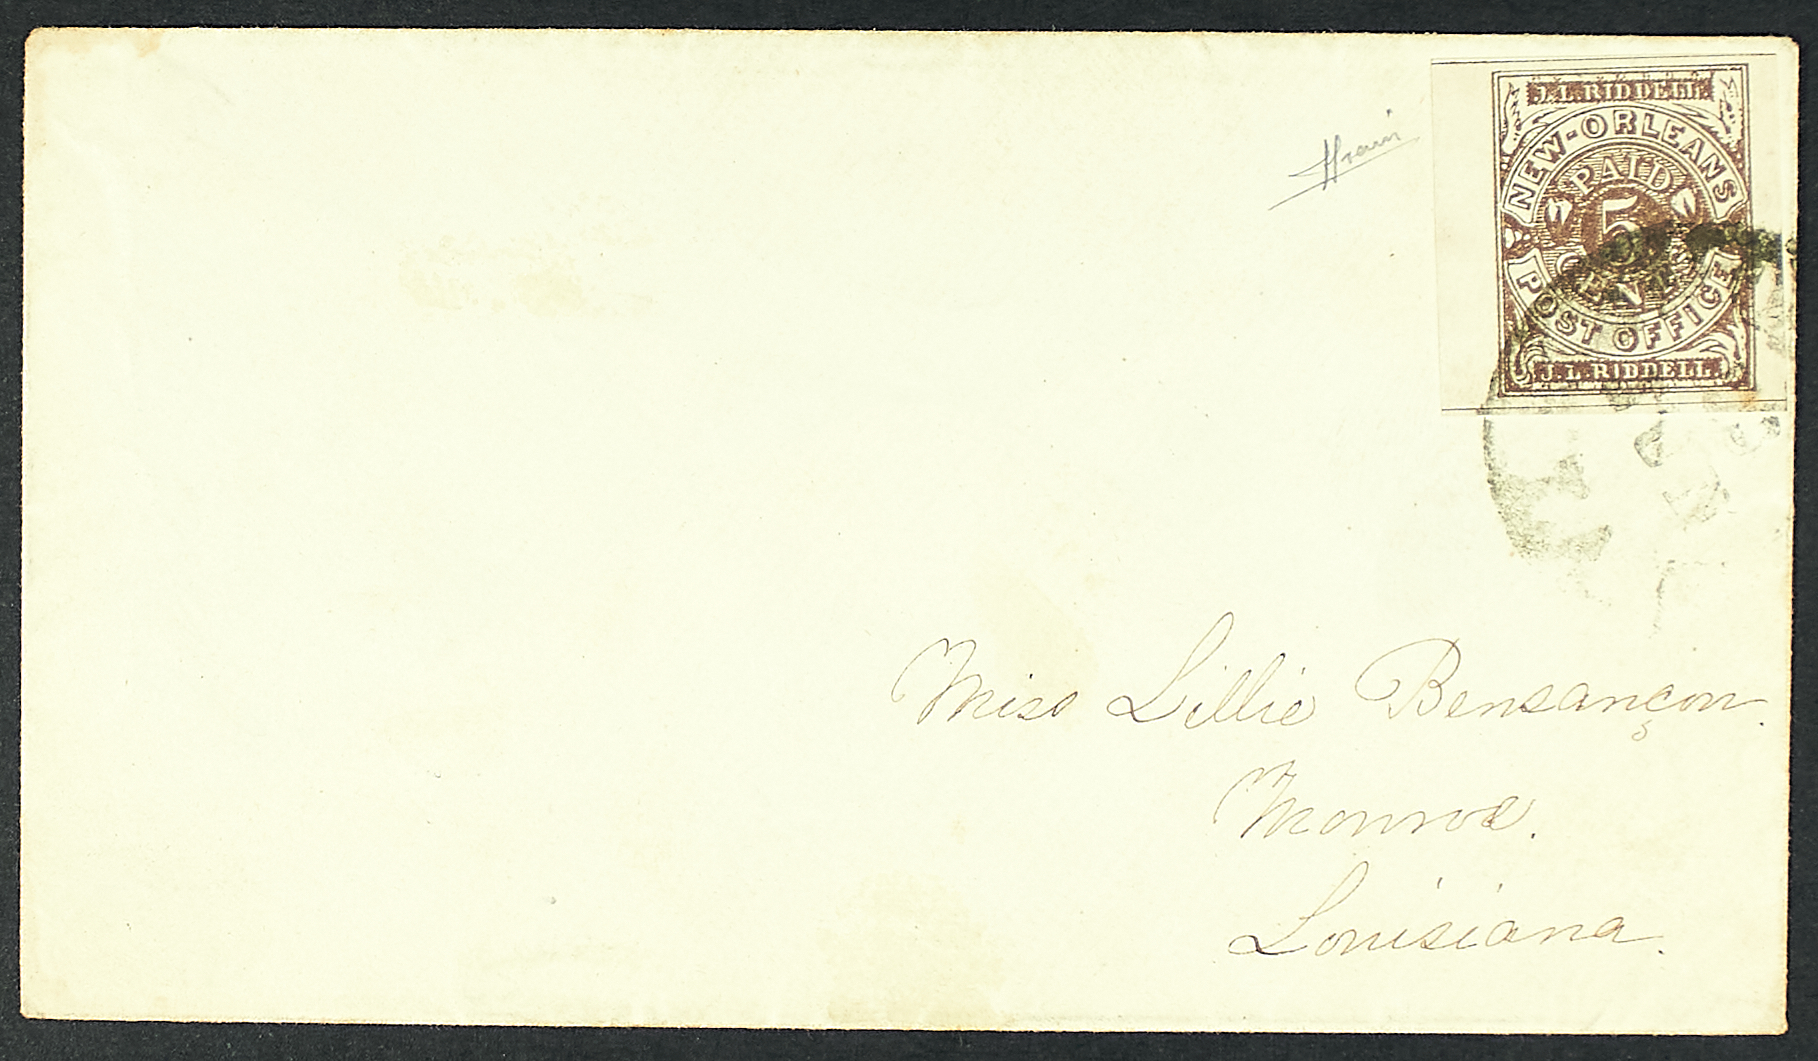 J. L. RIDDELL.
NEW-ORLEANS
PAID
5
CENTS
POST OFFICE
J. L. RIDDELL.
Miss Lillie Bensançon.
Monroe.
Louisiana.